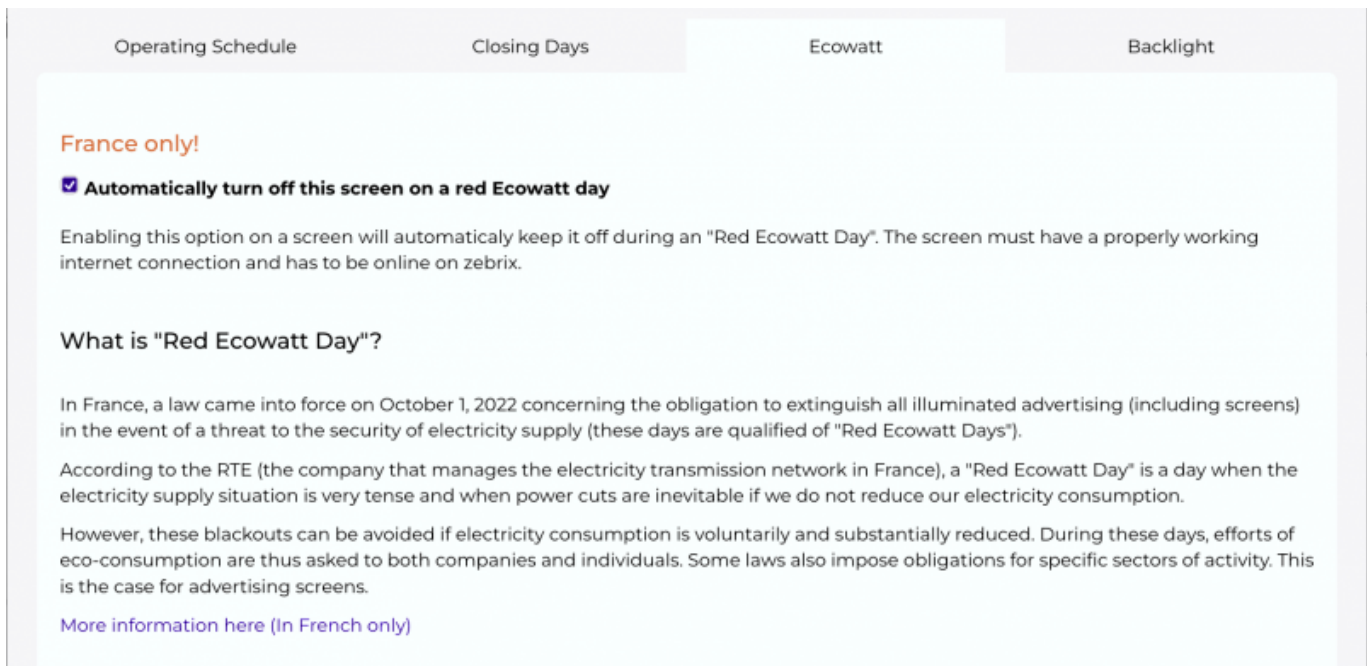 Operating Schedule
Closing Days
Ecowatt
Backlight
France only!
Automatically turn off this screen on a red Ecowatt day
Enabling this option on a screen will automaticaly keep it off during an "Red Ecowatt Day". The screen must have a properly working
internet connection and has to be online on zebrix.
What is "Red Ecowatt Day"?
In France, a law came into force on October 1, 2022 concerning the obligation to extinguish all illuminated advertising (including screens)
in the event of a threat to the security of electricity supply (these days are qualified of "Red Ecowatt Days").
According to the RTE (the company that manages the electricity transmission network in France), a "Red Ecowatt Day" is a day when the
electricity supply situation is very tense and when power cuts are inevitable if we do not reduce our electricity consumption.
However, these blackouts can be avoided if electricity consumption is voluntarily and substantially reduced. During these days, efforts of
eco-consumption are thus asked to both companies and individuals. Some laws also impose obligations for specific sectors of activity. This
is the case for advertising screens.
More information here (In French only)